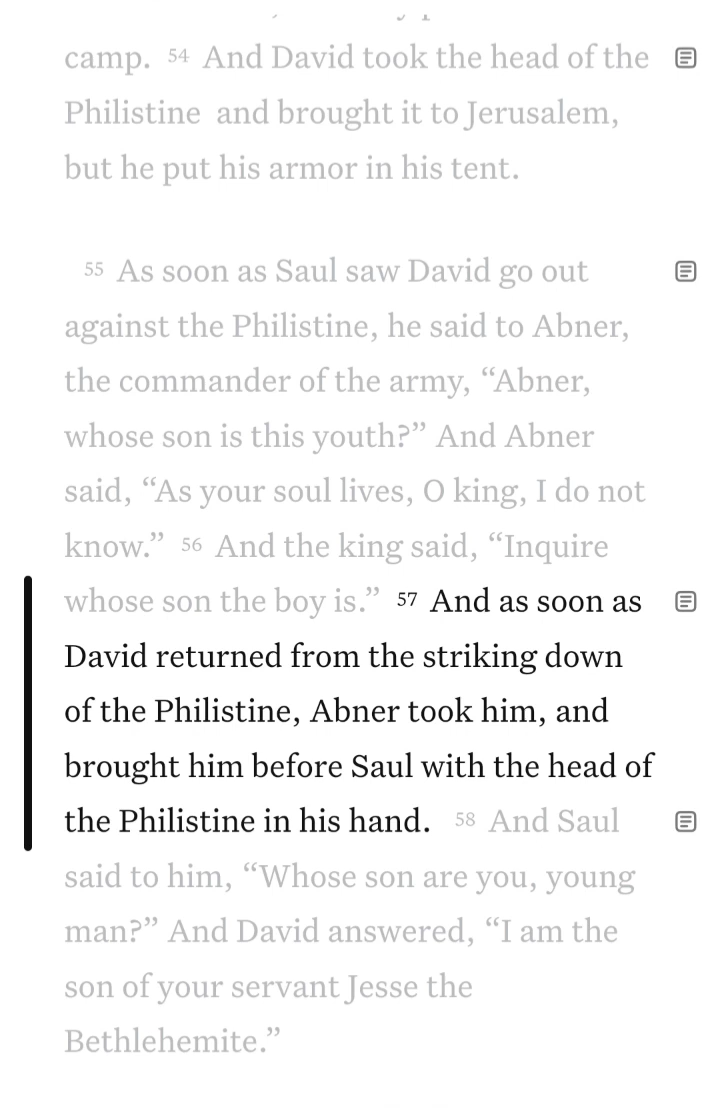 camp. 54 And David took the head of the
Philistine and brought it to Jerusalem,
but he put his armor in his tent.
55 As soon as Saul saw David go out
against the Philistine, he said to Abner,
the commander of the army, “Abner,
whose son is this youth?” And Abner
said, “As your soul lives, O king, I do not
know.” 56 And the king said, “Inquire
whose son the boy is.” 57 And as soon as
David returned from the striking down
of the Philistine, Abner took him, and
brought him before Saul with the head of
the Philistine in his hand. 58 And Saul
said to him, “Whose son are you, young
man?” And David answered, “I am the
son of your servant Jesse the
Bethlehemite.”